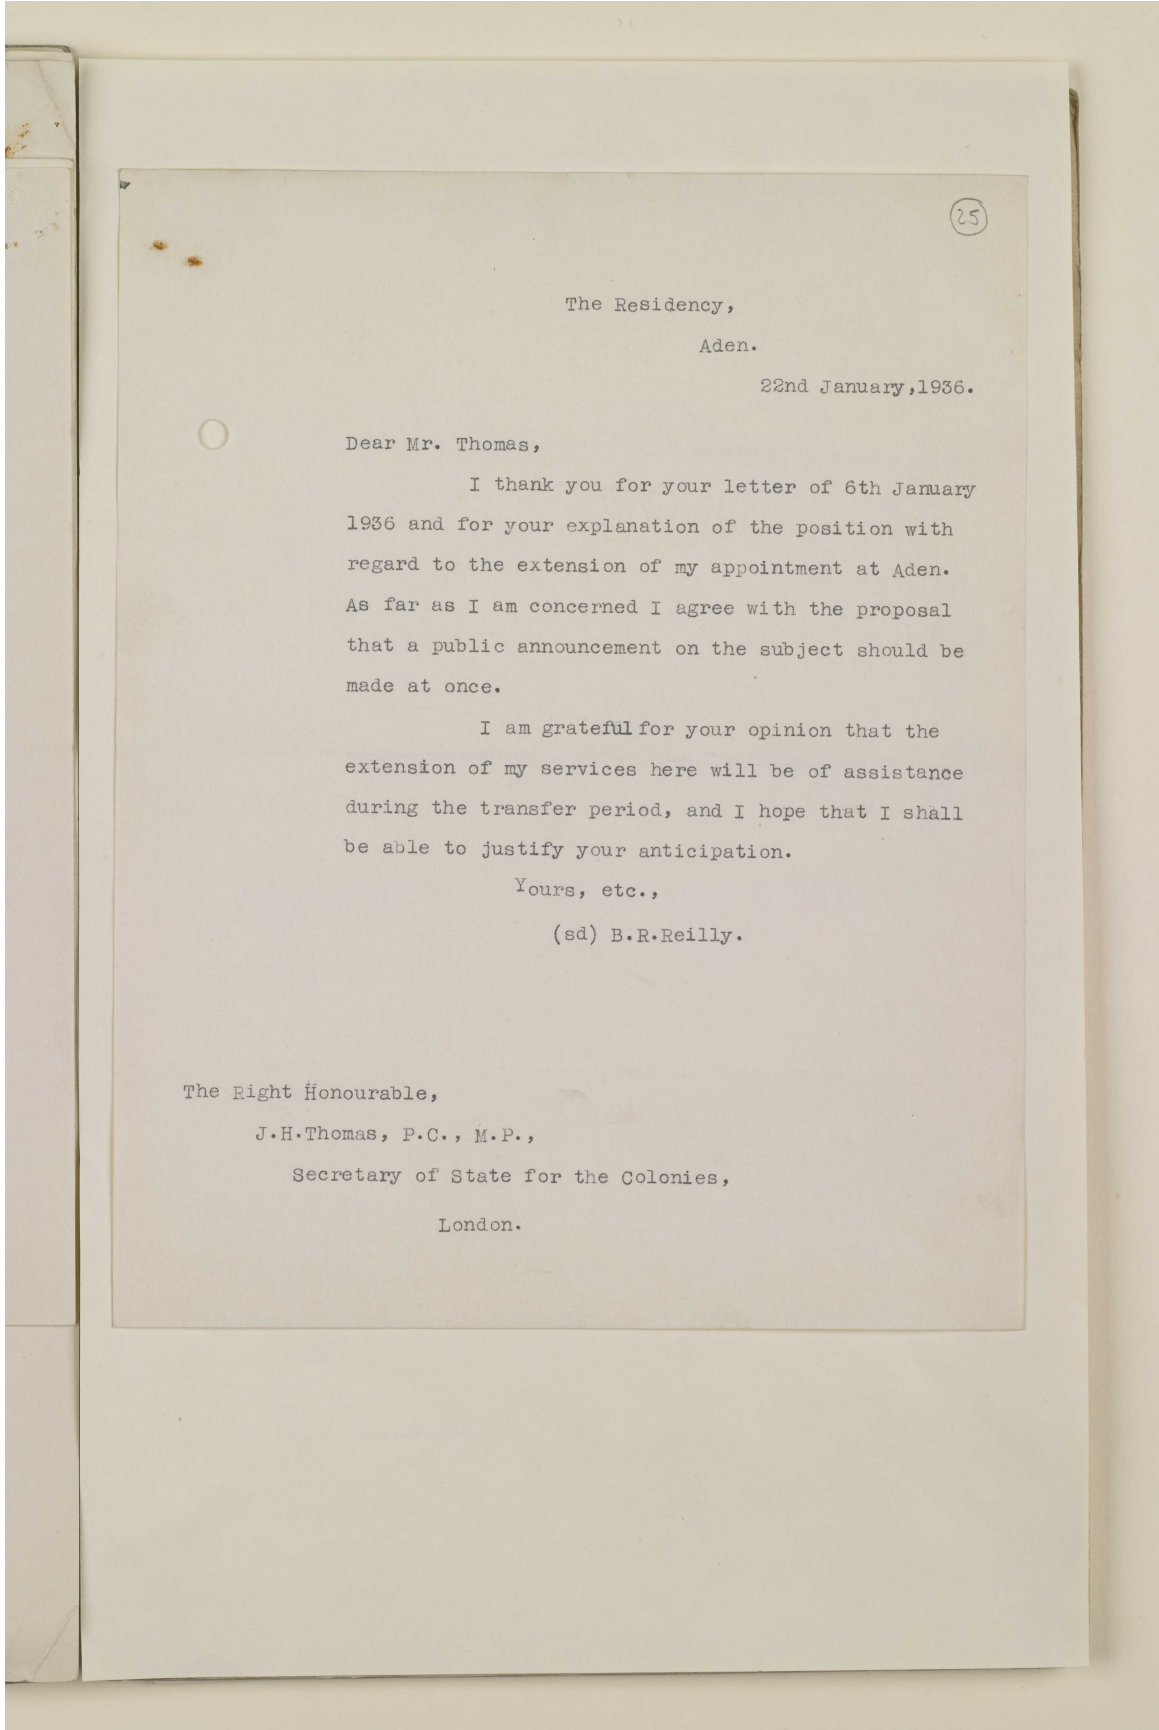 25
The Residency,
Aden.
22nd January,1936.
Dear Mr. Thomas,
I thank you for your letter of 6th January
1936 and for your explanation of the position with
regard to the extension of my appointment at Aden.
As far as I am concerned I agree with the proposal
that a public announcement on the subject should be
made at once.
I am grateful for your opinion that the
extension of my services here will be of assistance
during the transfer period, and I hope that I shall
be able to justify your anticipation.
Yours, etc.,
(sd) B.R.Reilly.
The Right Honourable,
J.H.Thomas, P.C., M.P.,
Secretary of State for the Colonies,
London.